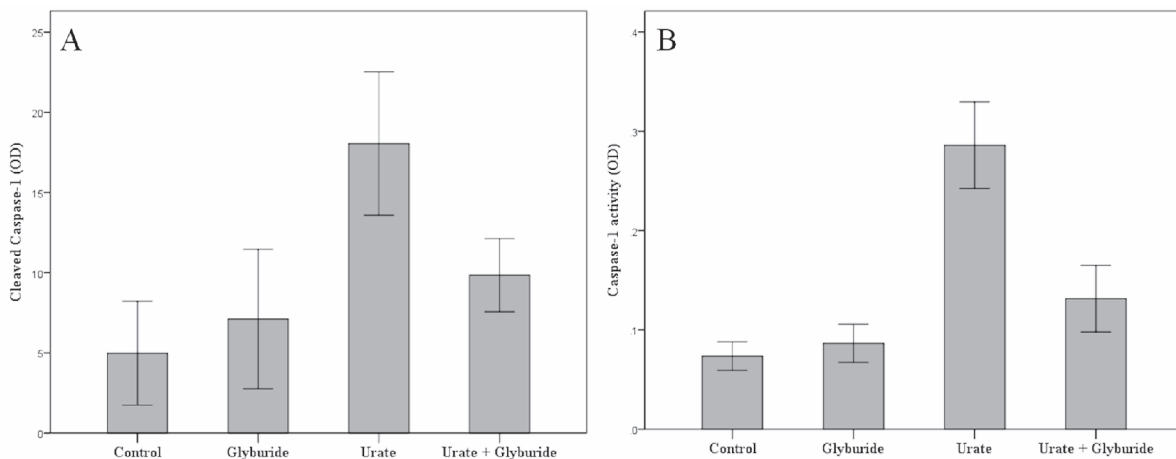 A
Cleaved Caspase-1 (OD)
25
20
15
10
5
0
Control Glyburide Urate Urate + Glyburide
B
Caspase-1 activity (OD)
4
.3
.2
.1
0
Control Glyburide Urate Urate + Glyburide